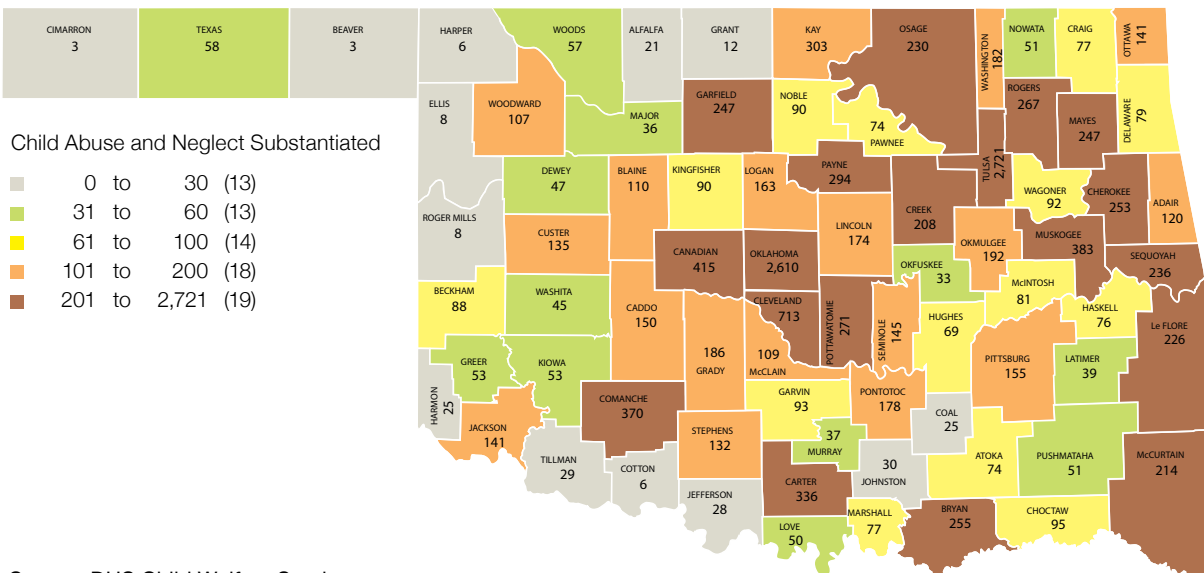 CIMARRON
3
TEXAS
58
BEAVER
3
HARPER
6
WOODS
57
ALFALFA
21
GRANT
12
KAY
303
OSAGE
230
WASHINGTON
182
NOWATA
51
CRAIG
77
OTTAWA
141
ELLIS
8
WOODWARD
107
MAJOR
36
GARFIELD
247
NOBLE
90
74
PAWNEE
TULSA
2,721
ROGERS
267
MAYES
247
DELAWARE
79
Child Abuse and Neglect Substantiated
0 to 30 (13)
31 to 60 (13)
61 to 100 (14)
101 to 200 (18)
201 to 2,721 (19)
DEWEY
47
BLAINE
110
KINGFISHER
90
LOGAN
163
PAYNE
294
CREEK
208
WAGONER
92
CHEROKEE
253
ADAIR
120
ROGER MILLS
8
CUSTER
135
CANADIAN
415
OKLAHOMA
2,610
LINCOLN
174
OKMULGEE
192
MUSKOGEE
383
SEQUOYAH
236
BECKHAM
88
WASHITA
45
CADDO
150
CLEVELAND
713
POTTAWATOMIE
271
SEMINOLE
145
OKFUSKEE
33
McINTOSH
81
HASKELL
76
Le FLORE
226
GREER
53
KIOWA
53
186
GRADY
109
McCLAIN
HUGHES
69
PITTSBURG
155
LATIMER
39
HARMON
25
JACKSON
141
COMANCHE
370
STEPHENS
132
GARVIN
93
PONTOTOC
178
COAL
25
TILLMAN
29
COTTON
6
JEFFERSON
28
37
MURRAY
CARTER
336
30
JOHNSTON
ATOKA
74
PUSHMATAHA
51
McCURTAIN
214
LOVE
50
MARSHALL
77
BRYAN
255
CHOCTAW
95